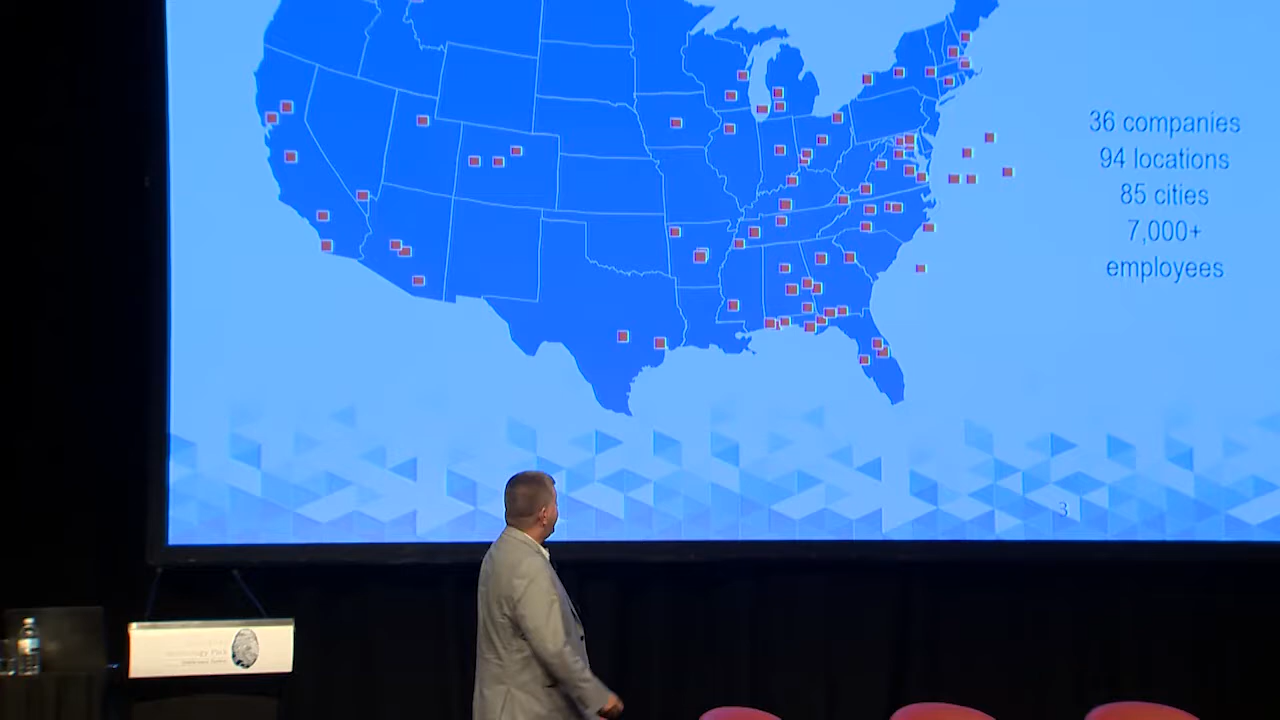 36 companies
94 locations
85 cities
7,000+
employees
3